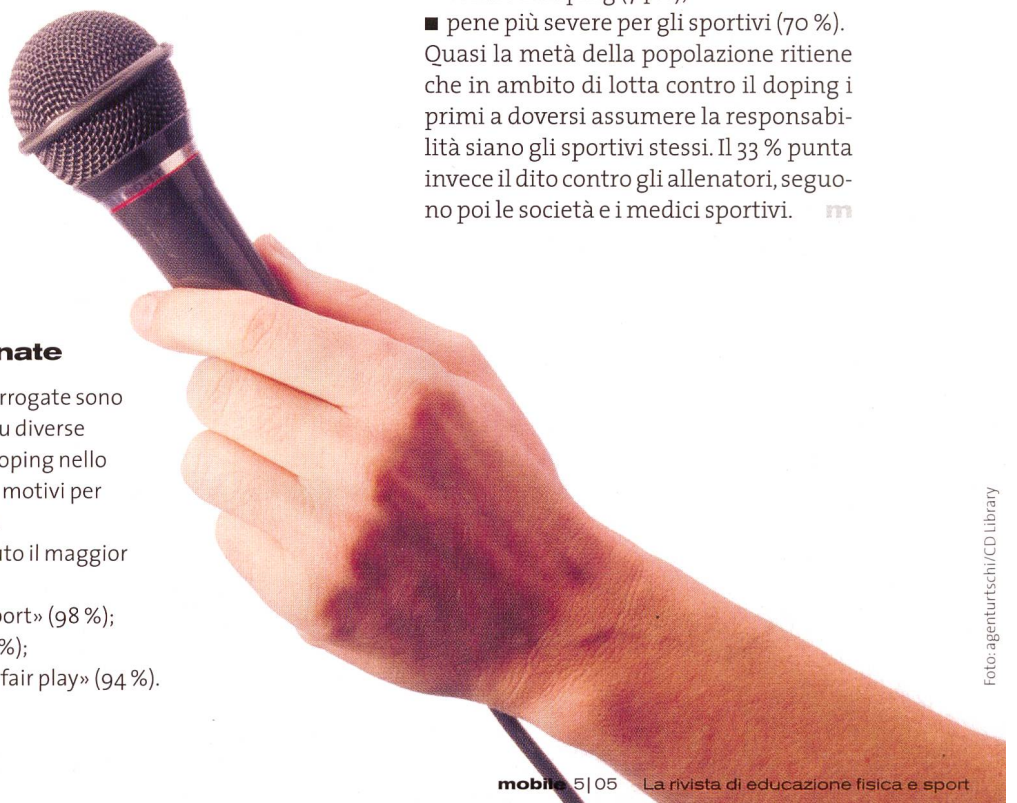 ■ pene più severe per gli sportivi (70 %).
Quasi la metà della popolazione ritiene
che in ambito di lotta contro il doping i
primi a doversi assumere la responsabi-
lità siano gli sportivi stessi. Il 33 % punta
invece il dito contro gli allenatori, seguo-
no poi le società e i medici sportivi. m
nate
rrogate sono
u diverse
oping nello
motivi per
to il maggior
ort» (98 %);
%);
fair play» (94 %).
Foto: agenturtschi/CD Library
mobile 5|05 La rivista di educazione fisica e sport